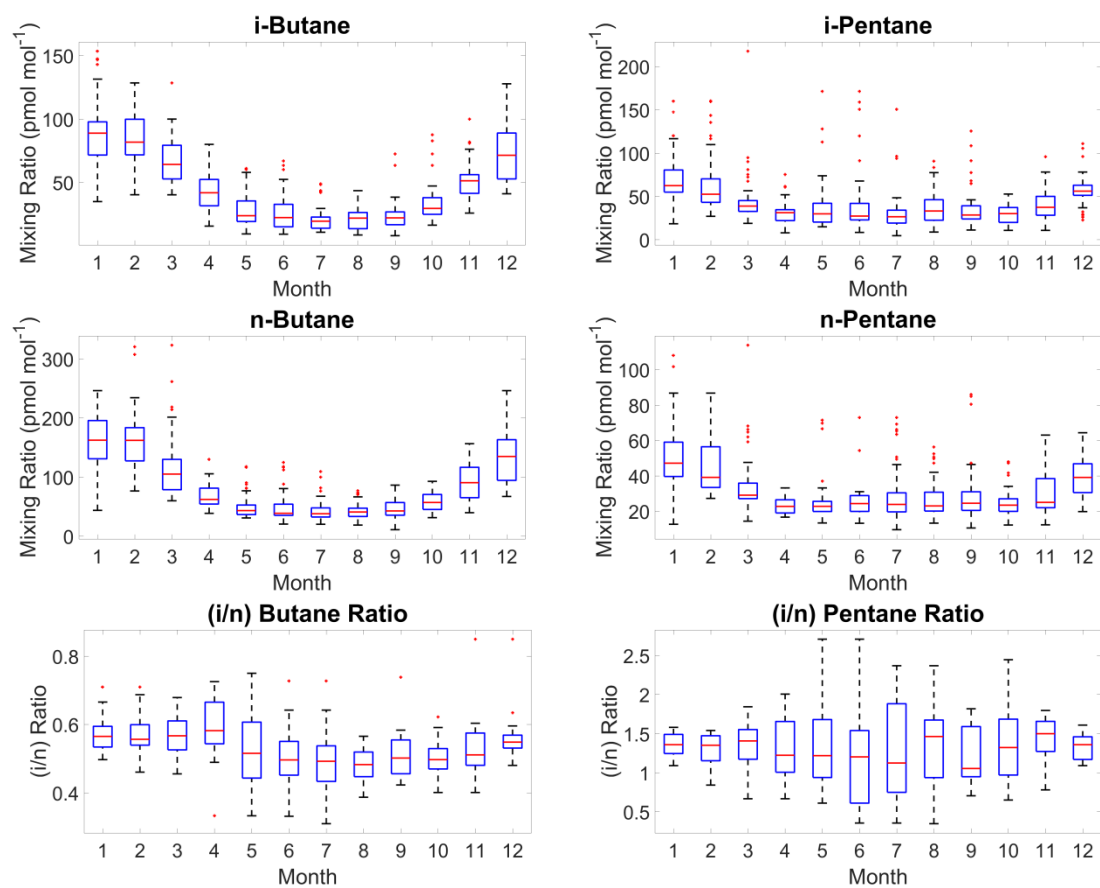 i-Butane
Mixing Ratio (pmol mol⁻¹)
150
100
50
1 2 3 4 5 6 7 8 9 10 11 12
Month
i-Pentane
Mixing Ratio (pmol mol⁻¹)
200
150
100
50
0
1 2 3 4 5 6 7 8 9 10 11 12
Month
n-Butane
Mixing Ratio (pmol mol⁻¹)
300
200
100
0
1 2 3 4 5 6 7 8 9 10 11 12
Month
n-Pentane
Mixing Ratio (pmol mol⁻¹)
100
80
60
40
20
1 2 3 4 5 6 7 8 9 10 11 12
Month
(i/n) Butane Ratio
(i/n) Ratio
0.8
0.6
0.4
1 2 3 4 5 6 7 8 9 10 11 12
Month
(i/n) Pentane Ratio
(i/n) Ratio
2.5
2
1.5
1
0.5
1 2 3 4 5 6 7 8 9 10 11 12
Month